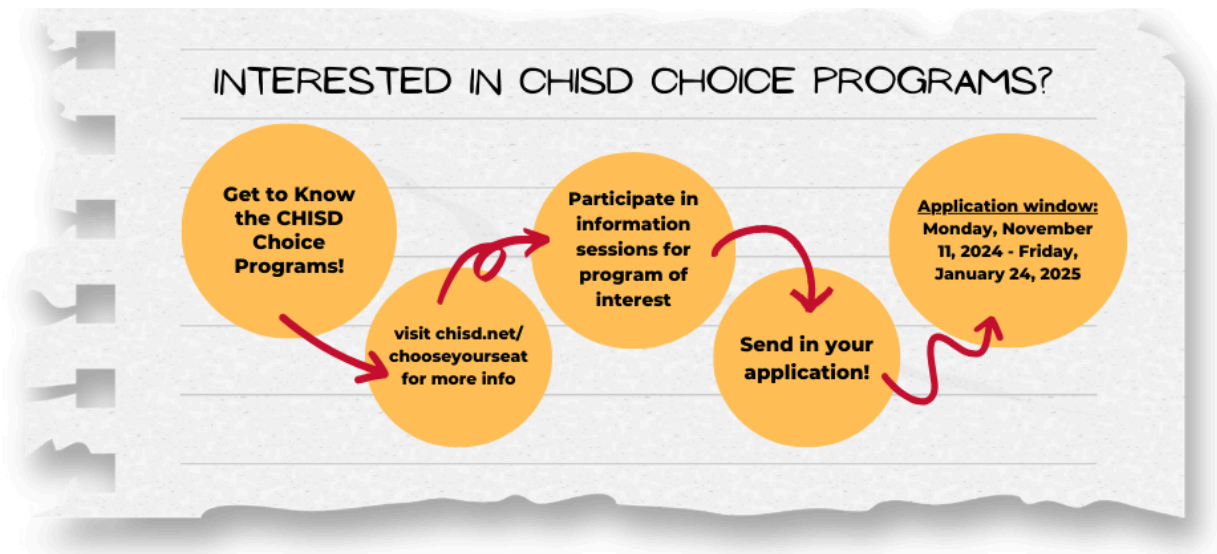 INTERESTED IN CHISD CHOICE PROGRAMS?
Get to Know
the CHISD
Choice
Programs!
visit chisd.net/
chooseyourseat
for more info
Participate in
information
sessions for
program of
interest
Send in your
application!
Application window:
Monday, November
11, 2024 - Friday,
January 24, 2025